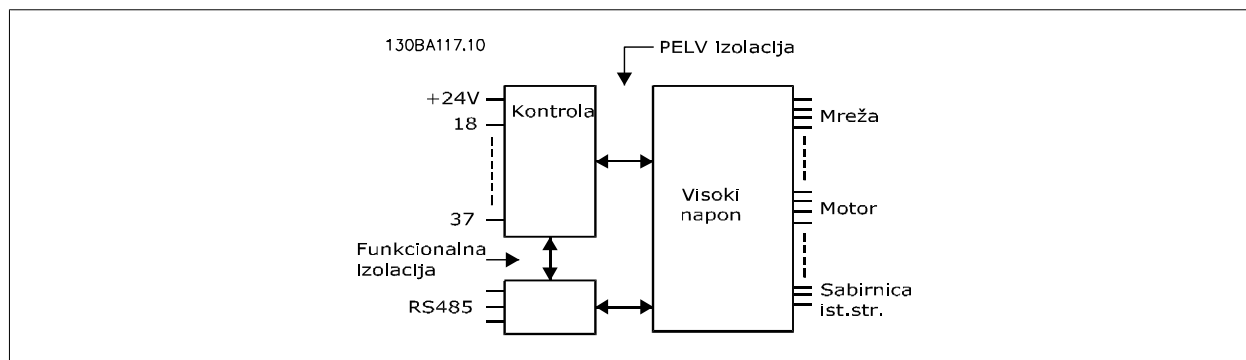 130BA117.10
PELV izolacija
+24V
Kontrola
18
37
Mreža
Visoki
napon
Motor
Funkcionalna
izolacija
RS485
Sabirnica
ist.str.